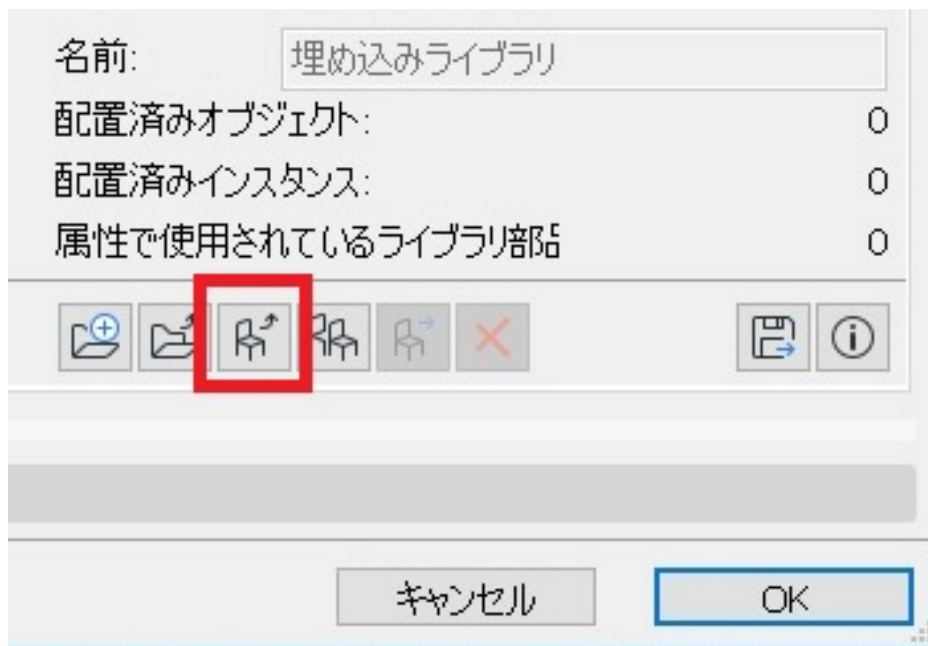 名前: 埋め込みライブラリ
配置済みオブジェクト: 0
配置済みインスタンス: 0
属性で使用されているライブラリ部品 0
キャンセル OK